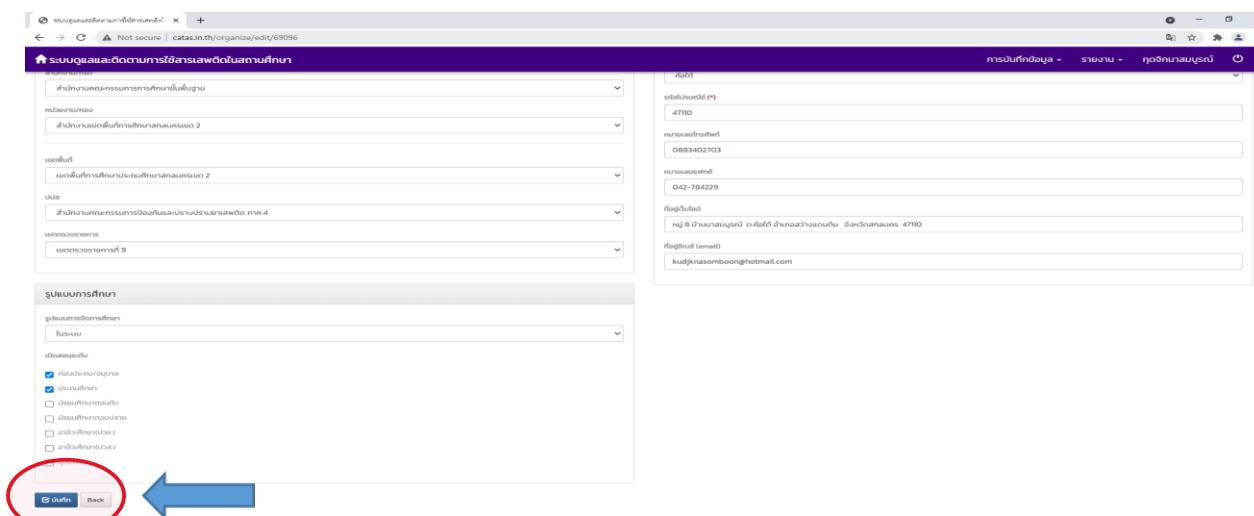 ระบบดูแลและติดตามการใช้สารเสพติดใ
Not secure | catas.in.th/organize/edit/69096
ระบบดูแลและติดตามการใช้สารเสพติดในสถานศึกษา
การบันทึกข้อมูล
รายงาน
กุดจิกนาสมบูรณ์
สำนักงาน/กรม
สำนักงานคณะกรรมการการศึกษาขั้นพื้นฐาน
หน่วยงาน/กอง
สำนักงานเขตพื้นที่การศึกษาสกลนครเขต 2
เขตพื้นที่
เขตพื้นที่การศึกษาประถมศึกษาสกลนครเขต 2
ปปส
สำนักงานคณะกรรมการป้องกันและปราบปรามยาเสพติด ภาค 4
เขตตรวจราชการ
เขตตรวจราชการที่ 9
ค้อใต้
รหัสไปรษณีย์ (*)
47110
หมายเลขโทรศัพท์
0883402703
หมายเลขแฟกซ์
042-784229
ที่อยู่เว็บไซต์
หมู่ 8 บ้านนาสมบูรณ์ ต.ค้อใต้ อำเภอสว่างแดนดิน จังหวัดสกลนคร 47110
ที่อยู่อีเมล์ (email)
kudjknasomboon@hotmail.com
รูปแบบการศึกษา
รูปแบบการจัดการศึกษา
ในระบบ
เปิดสอนระดับ
ก่อนประถม/อนุบาล
ประถมศึกษา
มัธยมศึกษาตอนต้น
มัธยมศึกษาตอนปลาย
อาชีวศึกษา(ปวช.)
อาชีวศึกษา(ปวส.)
บันทึก
Back